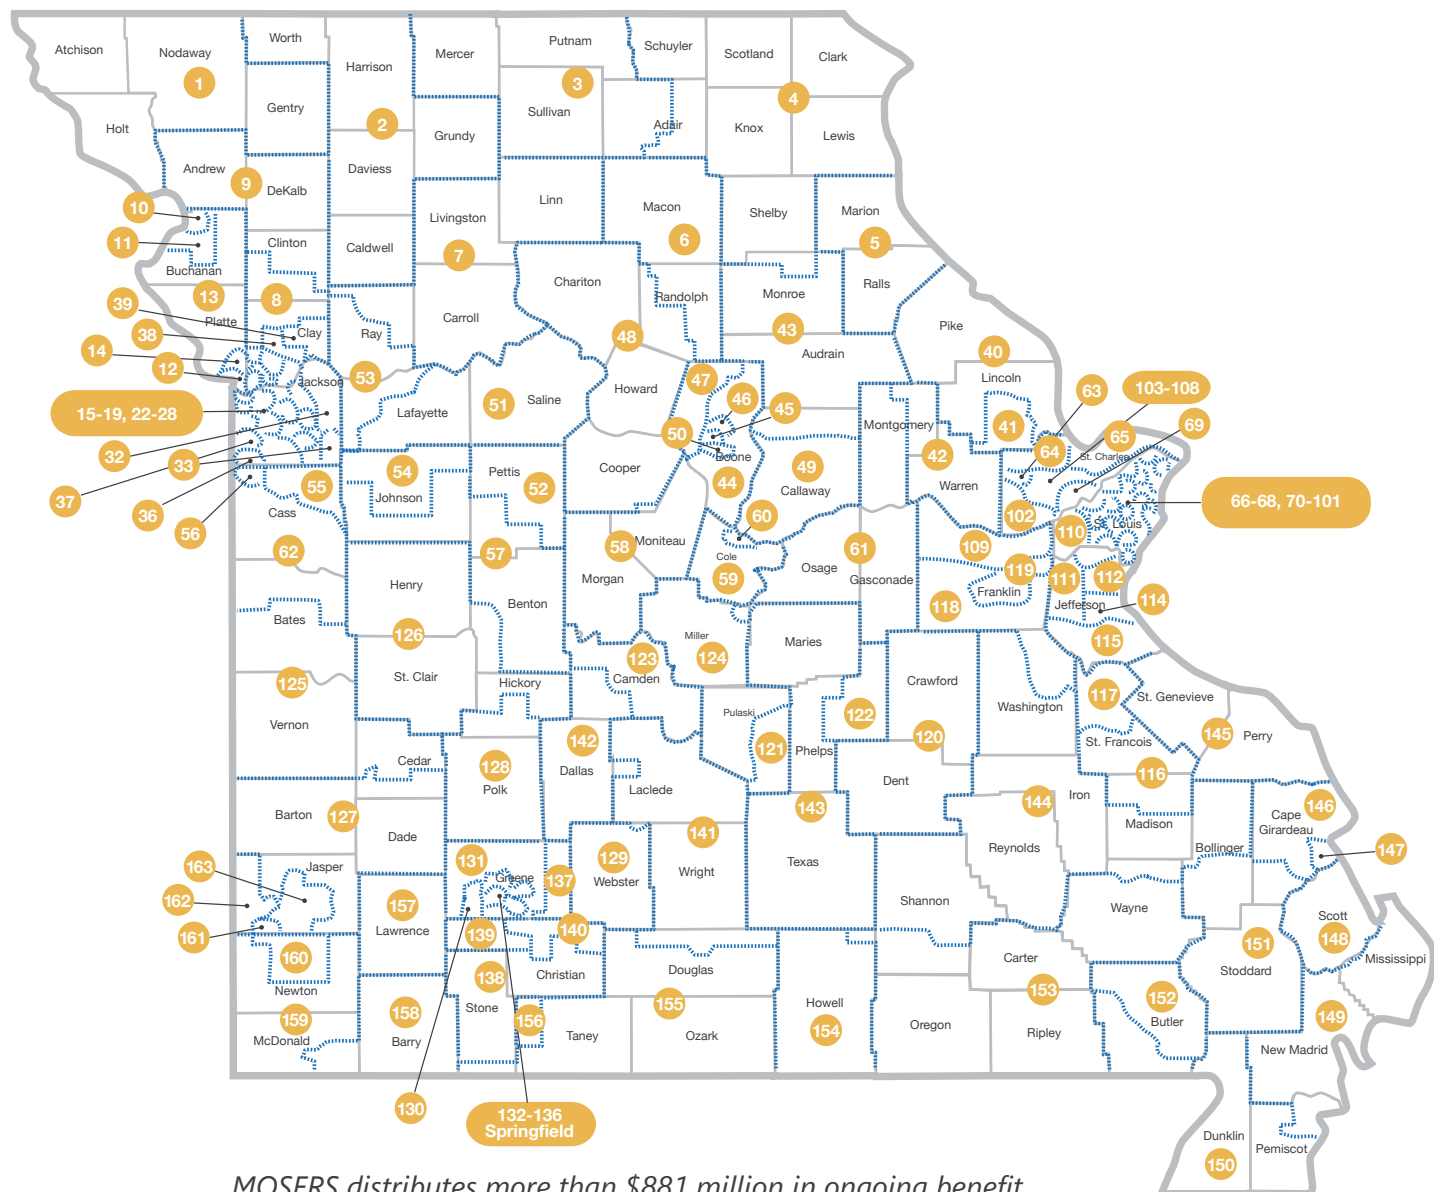 Atchison
Nodaway
Worth
Harrison
Mercer
Putnam
Schuyler
Scotland
Clark
1
Gentry
2
3
Sullivan
4
Holt
Grundy
Adair
Knox
Lewis
Andrew
9
DeKalb
Daviess
Linn
Macon
Shelby
Marion
10
Livingston
11
Clinton
Caldwell
6
5
Buchanan
7
Chariton
13
8
Randolph
Monroe
Ralls
39
Platte
Clay
Ray
Carroll
38
48
43
Pike
14
Audrain
40
12
Jackson
53
Howard
47
Lincoln
63
103-108
15-19, 22-28
Lafayette
51
Saline
46
45
Montgomery
41
65
69
32
33
50
Boone
42
64
St. Charles
37
54
Pettis
Cooper
44
49
Callaway
Warren
36
55
Johnson
52
102
66-68, 70-101
56
Cass
60
110
St. Louis
62
57
58
Moniteau
Cole
61
109
Henry
Morgan
59
Osage
Gasconade
119
111
112
Bates
Benton
118
Franklin
Jefferson
114
126
Miller
Maries
115
123
124
125
St. Clair
Hickory
Camden
Crawford
117
Washington
St. Genevieve
Vernon
Pulaski
122
142
121
Phelps
120
St. Francois
145
Perry
Cedar
128
Polk
Dallas
Laclede
Dent
116
Barton
127
143
144
Iron
146
Dade
141
Madison
Cape
Girardeau
163
Jasper
131
Greene
129
Webster
Wright
Texas
Reynolds
Bollinger
147
162
157
137
Shannon
Wayne
161
Lawrence
139
140
Scott
148
160
Newton
138
Christian
Douglas
Carter
151
Stoddard
Mississippi
159
158
Stone
156
155
Howell
153
152
149
McDonald
Barry
Taney
Ozark
154
Oregon
Ripley
Butler
New Madrid
130
132-136
Springfield
Dunklin
150
Pemiscot
MOSERS distributes more than $881 million in ongoing benefit